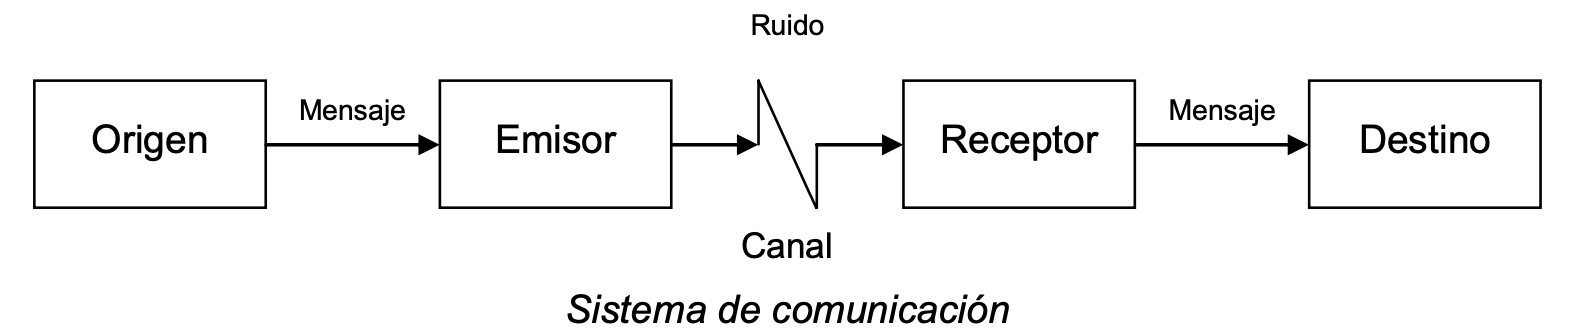 Ruido
Origen
Mensaje
Emisor
Receptor
Mensaje
Destino
Canal
Sistema de comunicación